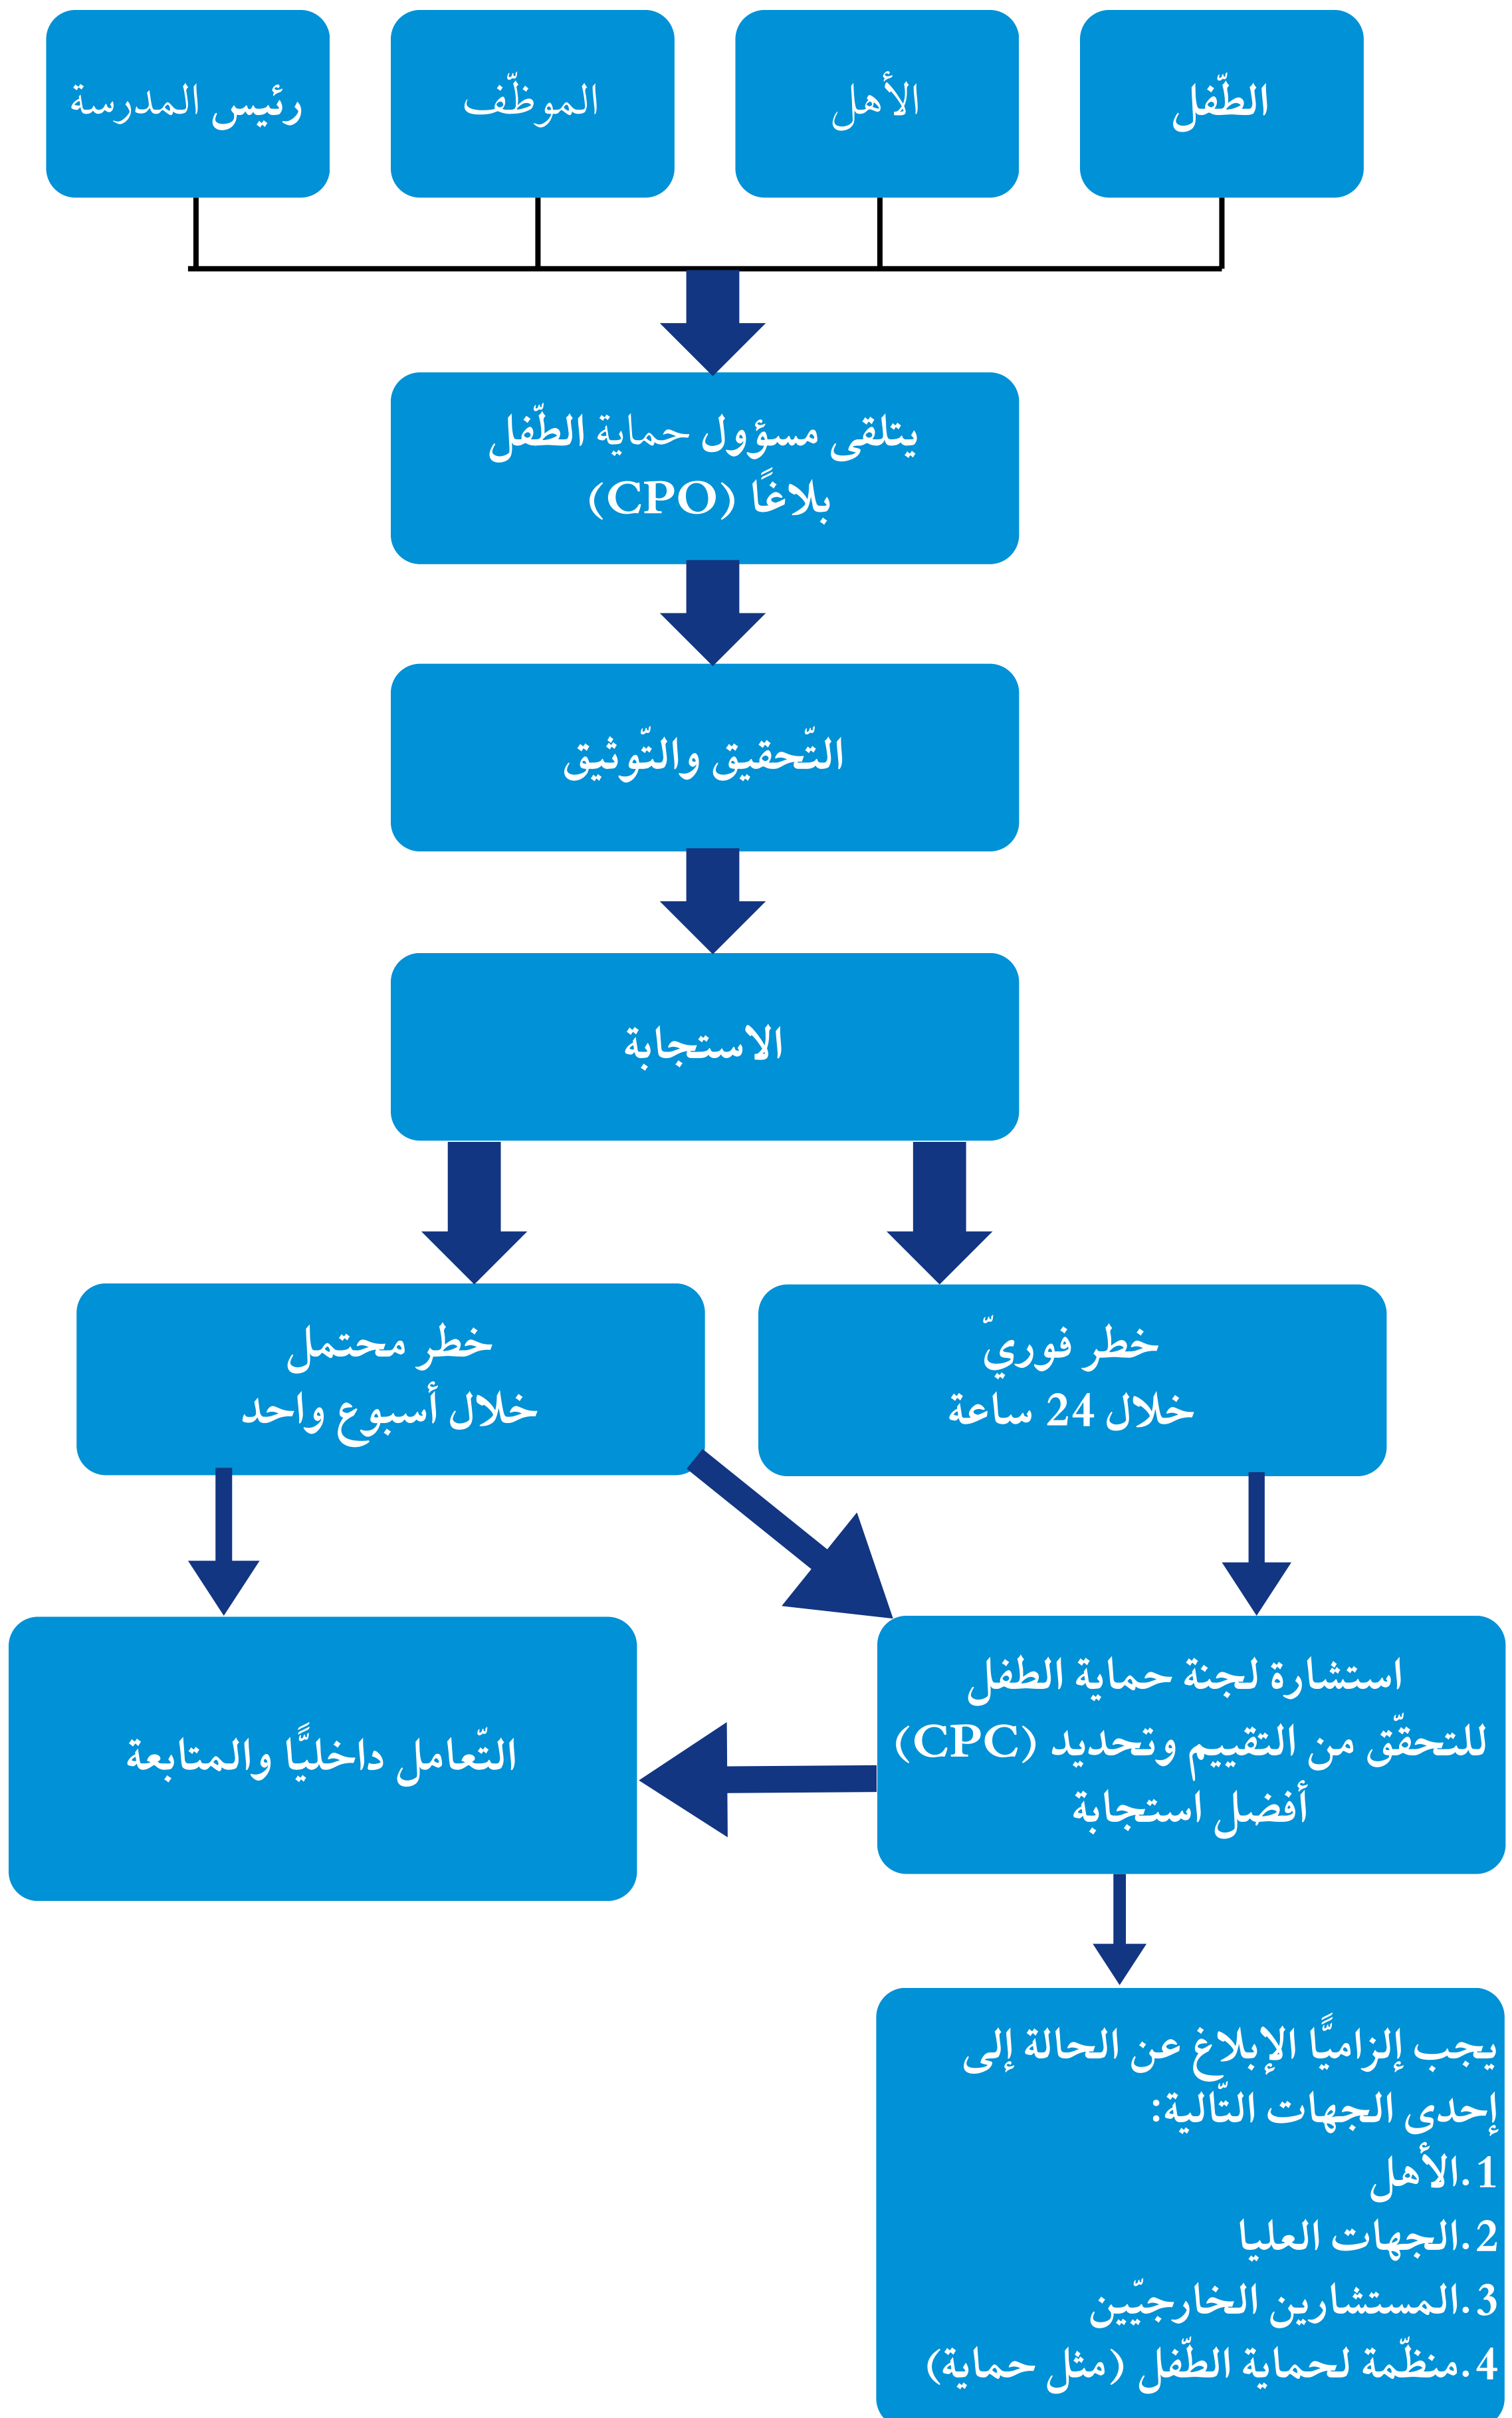 الطّفل
الأهل
الموظّف
رئيس المدرسة
يتلقى مسؤول حماية الطّفل
بلاغًا (CPO)
التّحقيق والتّوثيق
الاستجابة
خطر فوريّ
خلال 24 ساعة
خطر محتمل
خلال أسبوع واحد
استشارة لجنة حماية الطفل
للتحقّق من التقييم وتحديد (CPC)
أفضل استجابة
التّعامل داخليًّا والمتابعة
يجب إلزاميًّا الإبلاغ عن الحالة إلى
إحدى الجهات التّالية:
1.الأهل
2.الجهات العليا
3.المستشارين الخارجيّين
4.منظّمة لحماية الطّفل (مثل حماية)